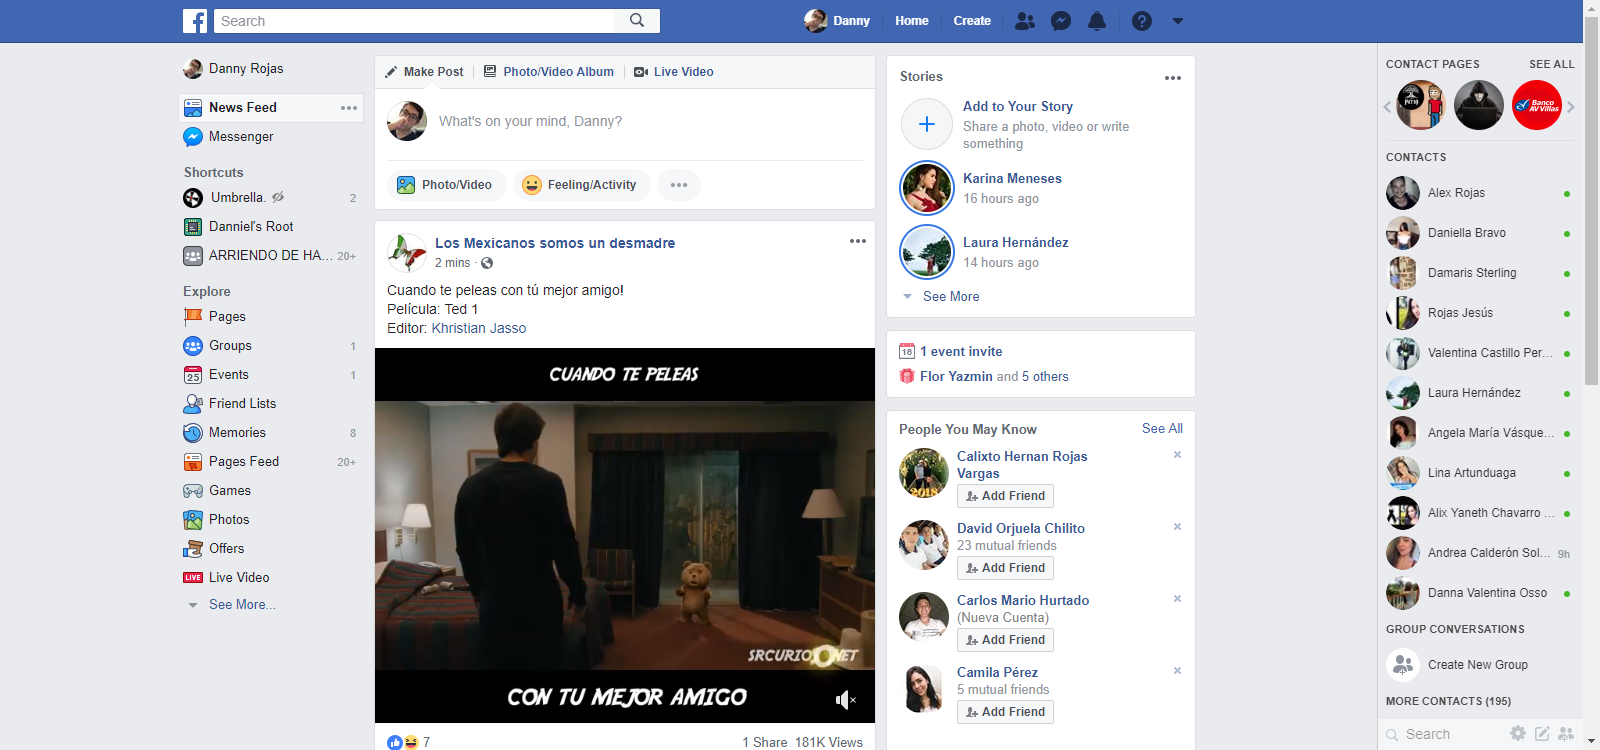 Search
Danny
Home
Create
Danny Rojas
News Feed
Messenger
Shortcuts
Umbrella.
2
Danniel's Root
ARRIENDO DE HA...
20+
Explore
Pages
Groups
1
25
Events
1
Friend Lists
Memories
8
Pages Feed
20+
Games
Photos
Offers
LIVE
Live Video
See More...
Make Post
Photo/Video Album
Live Video
What's on your mind, Danny?
Photo/Video
Feeling/Activity
Los Mexicanos somos un desmadre
2 mins ·
Cuando te peleas con tú mejor amigo!
Película: Ted 1
Editor: Khristian Jasso
CUANDO TE PELEAS
SRCURIOSO.NET
CON TU MEJOR AMIGO
7
1 Share 181K Views
Stories
Add to Your Story
Share a photo, video or write
something
Karina Meneses
16 hours ago
Laura Hernández
14 hours ago
See More
18
1 event invite
Flor Yazmin and 5 others
People You May Know
See All
2018
Calixto Hernan Rojas
Vargas
Add Friend
David Orjuela Chilito
23 mutual friends
Add Friend
Carlos Mario Hurtado
(Nueva Cuenta)
Add Friend
Camila Pérez
5 mutual friends
Add Friend
CONTACT PAGES
SEE ALL
Banco
AV Villas
CONTACTS
Alex Rojas
Daniella Bravo
Damaris Sterling
Rojas Jesús
Valentina Castillo Per...
Laura Hernández
Angela María Vásque...
Lina Artunduaga
Alix Yaneth Chavarro ...
Andrea Calderón Sol...
9h
Danna Valentina Osso
GROUP CONVERSATIONS
Create New Group
MORE CONTACTS (195)
Search